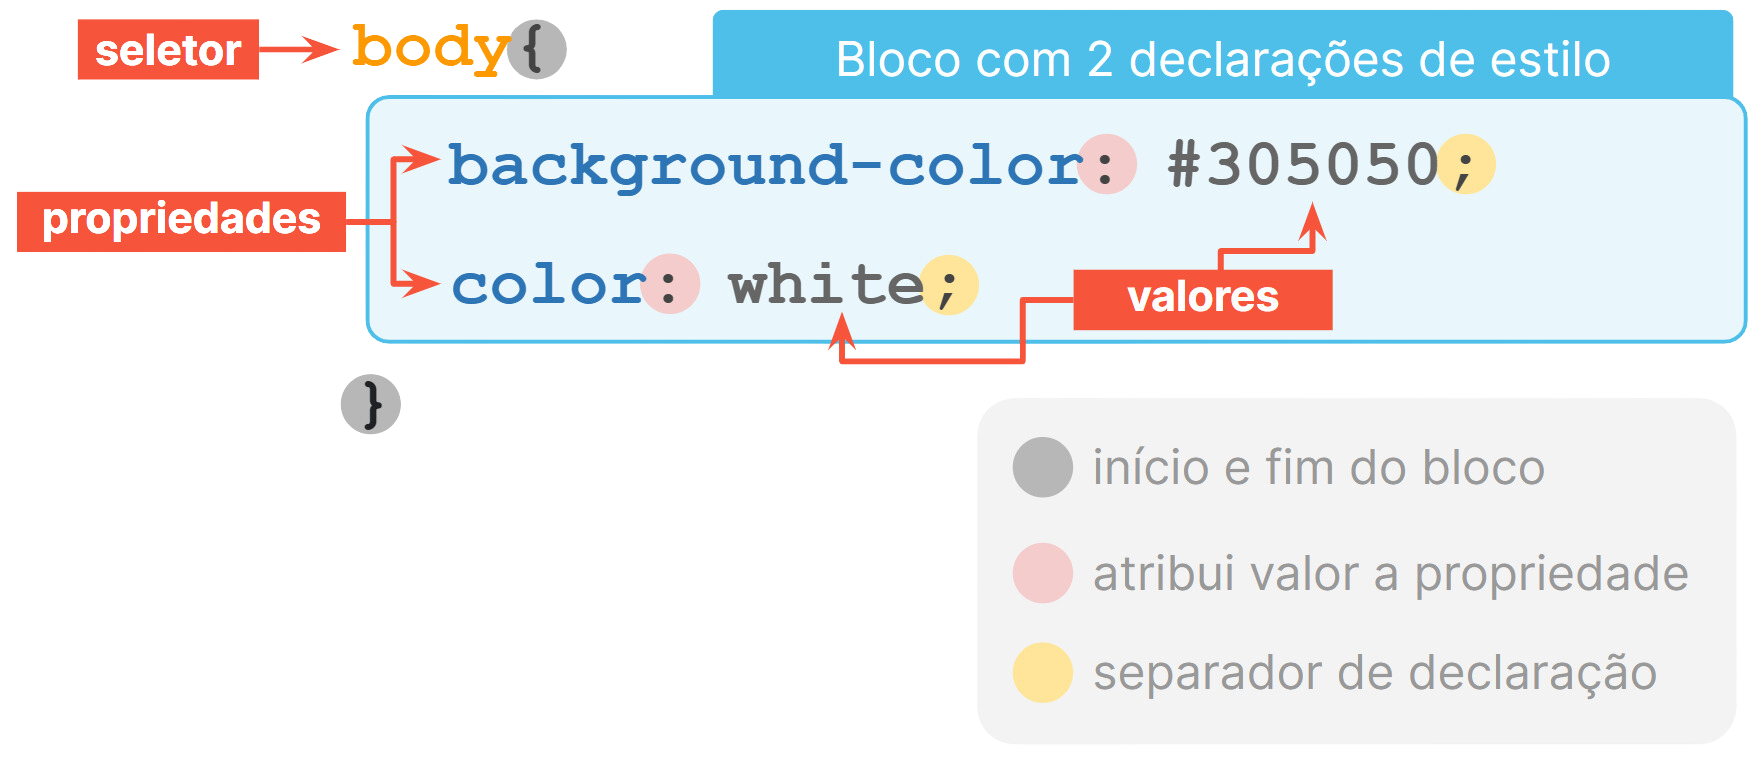 seletor
body{
Bloco com 2 declarações de estilo
background-color: #305050;
propriedades
color: white;
valores
}
início e fim do bloco
atribui valor a propriedade
separador de declaração